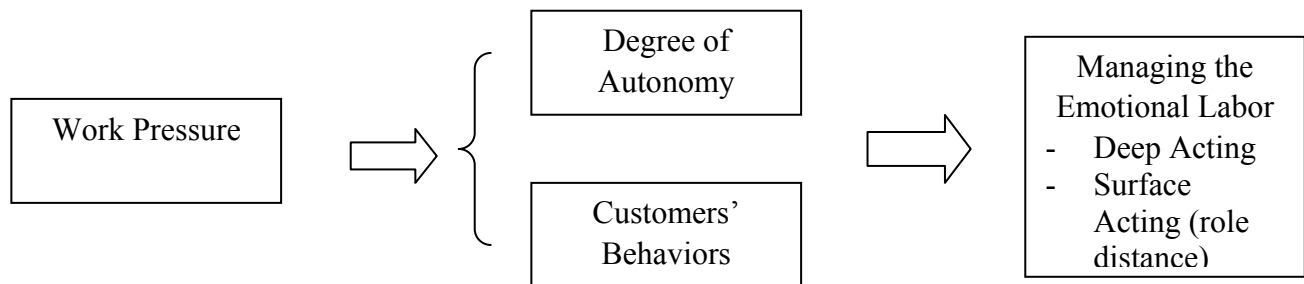 Work Pressure
Degree of
Autonomy
Customers’
Behaviors
Managing the
Emotional Labor
- Deep Acting
- Surface
Acting (role
distance)